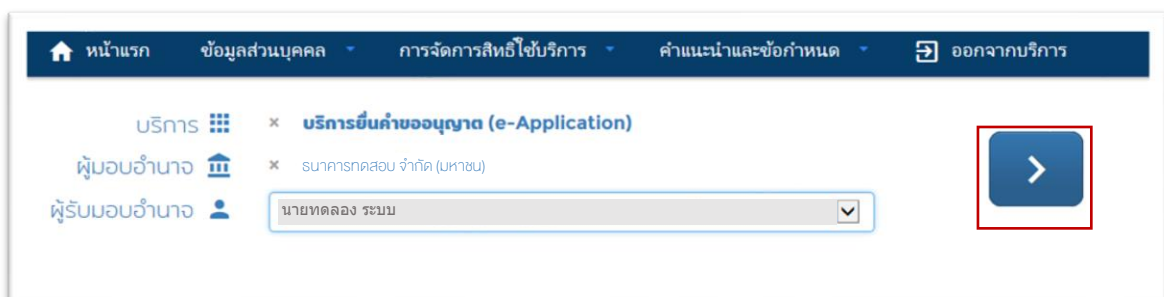 หน้าแรก ข้อมูลส่วนบุคคล การจัดการสิทธิ์ใช้บริการ คำแนะนำและข้อกำหนด ออกจากบริการ
บริการ × บริการยื่นคำขออนุญาต (e-Application)
ผู้มอบอำนาจ × ธนาคารทดสอบ จำกัด (มหาชน)
ผู้รับมอบอำนาจ นายทดลอง ระบบ